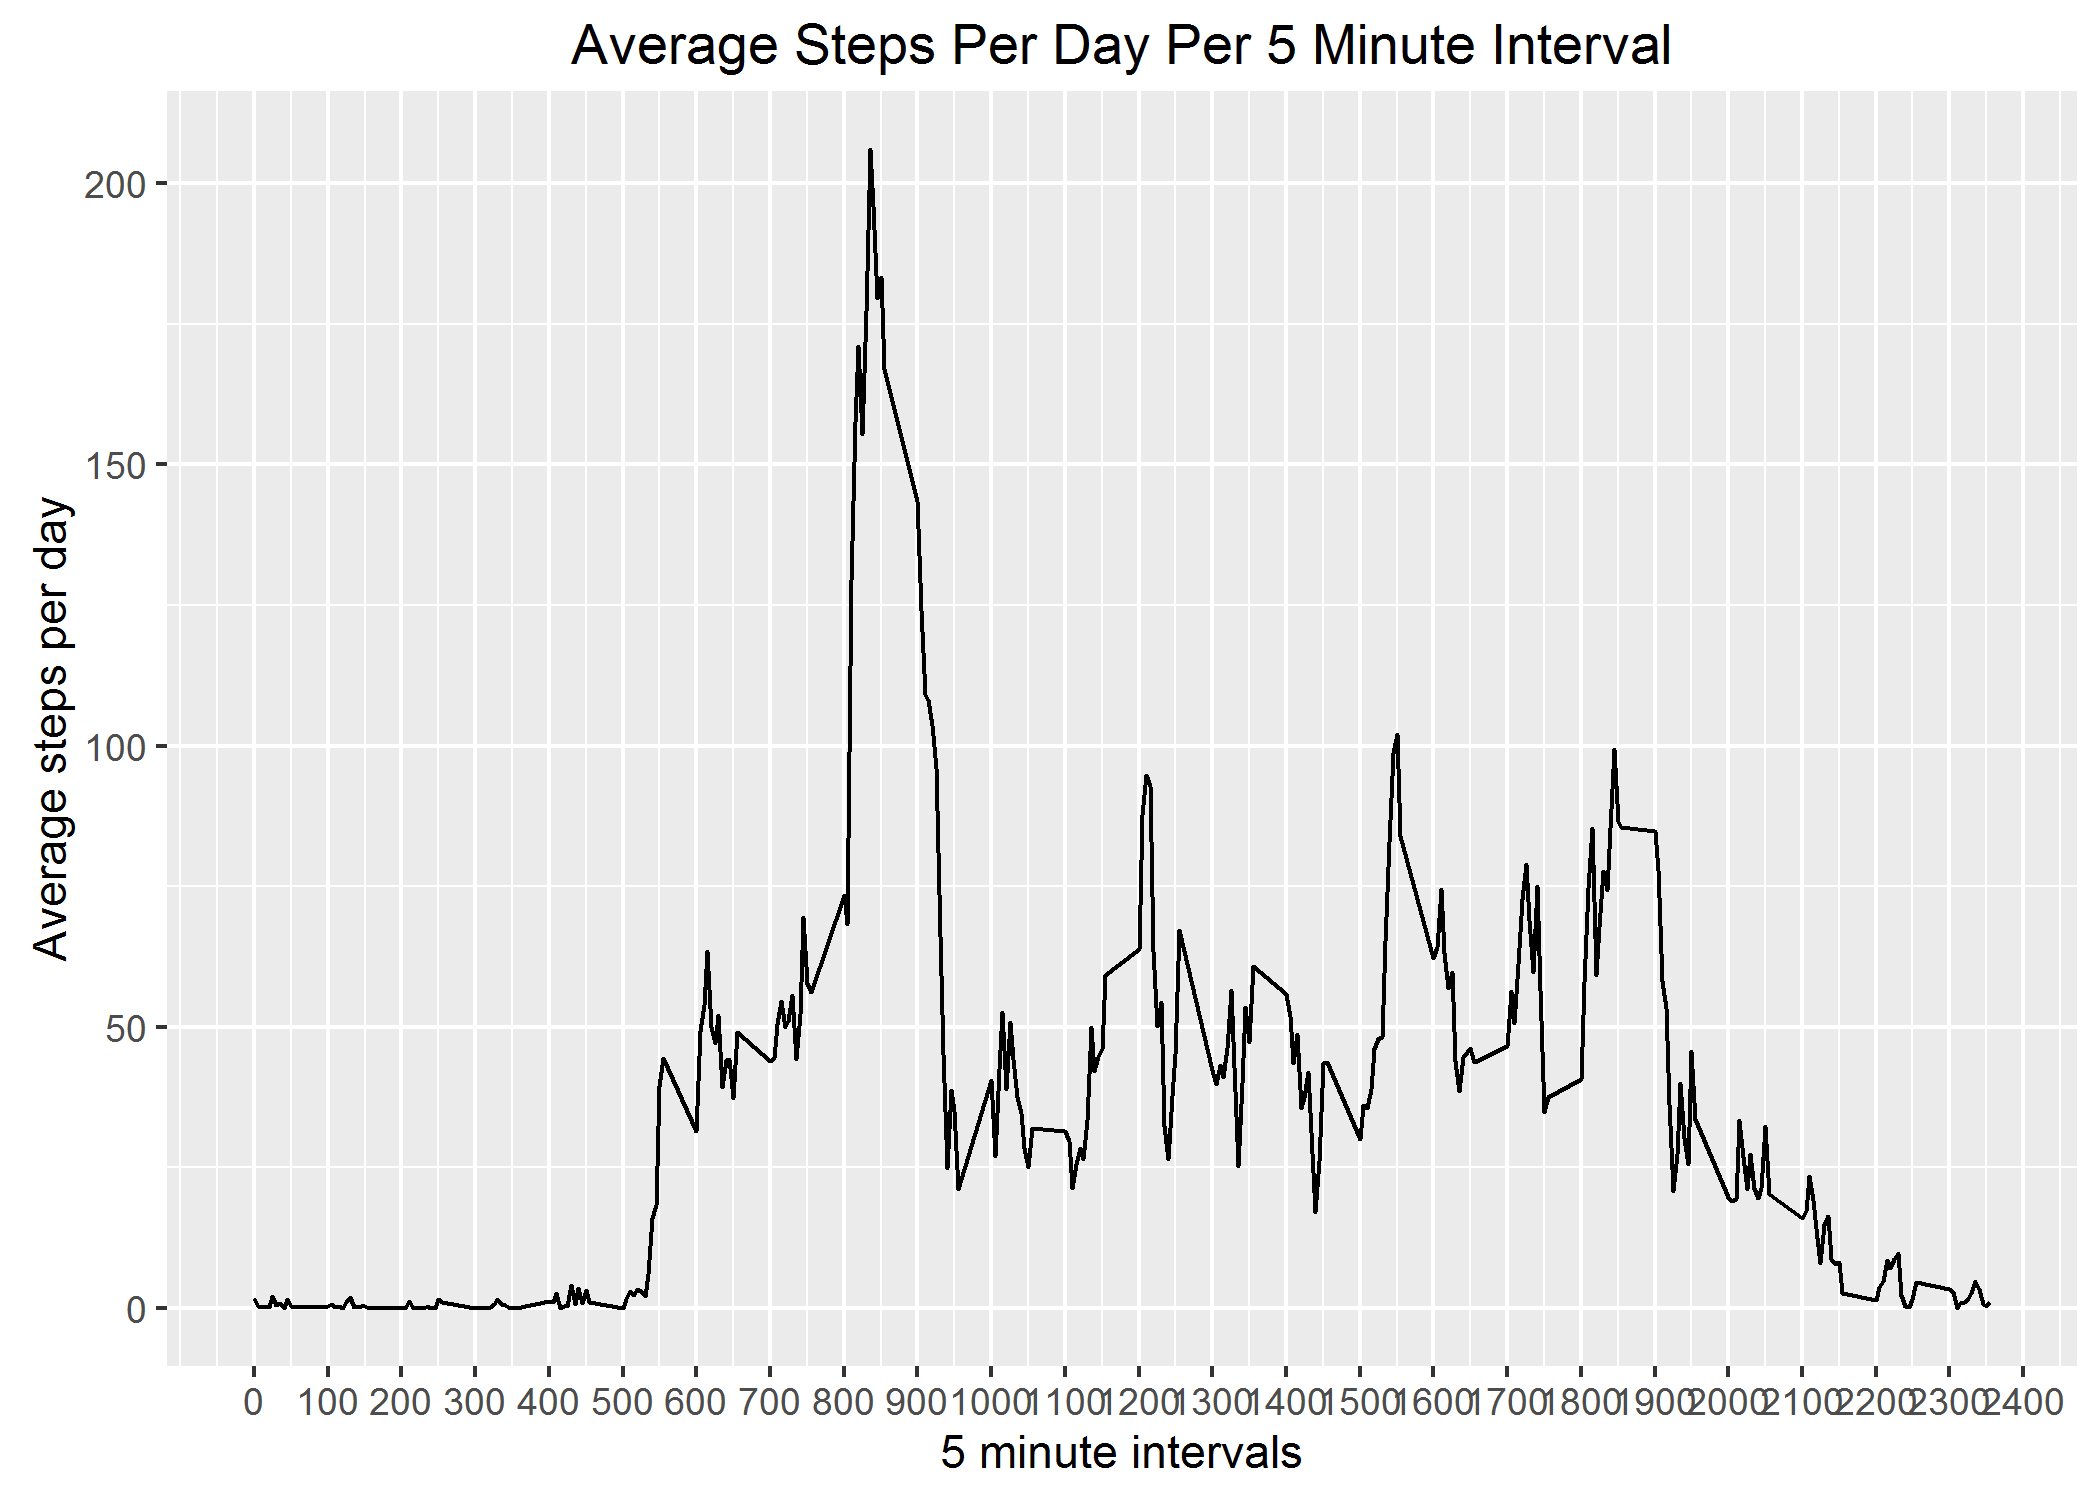 Average Steps Per Day Per 5 Minute Interval
Average steps per day
200
150
100
50
0
0 100 200 300 400 500 600 700 800 900 1000 1100 1200 1300 1400 1500 1600 1700 1800 1900 2000 2100 2200 2300 2400
5 minute intervals